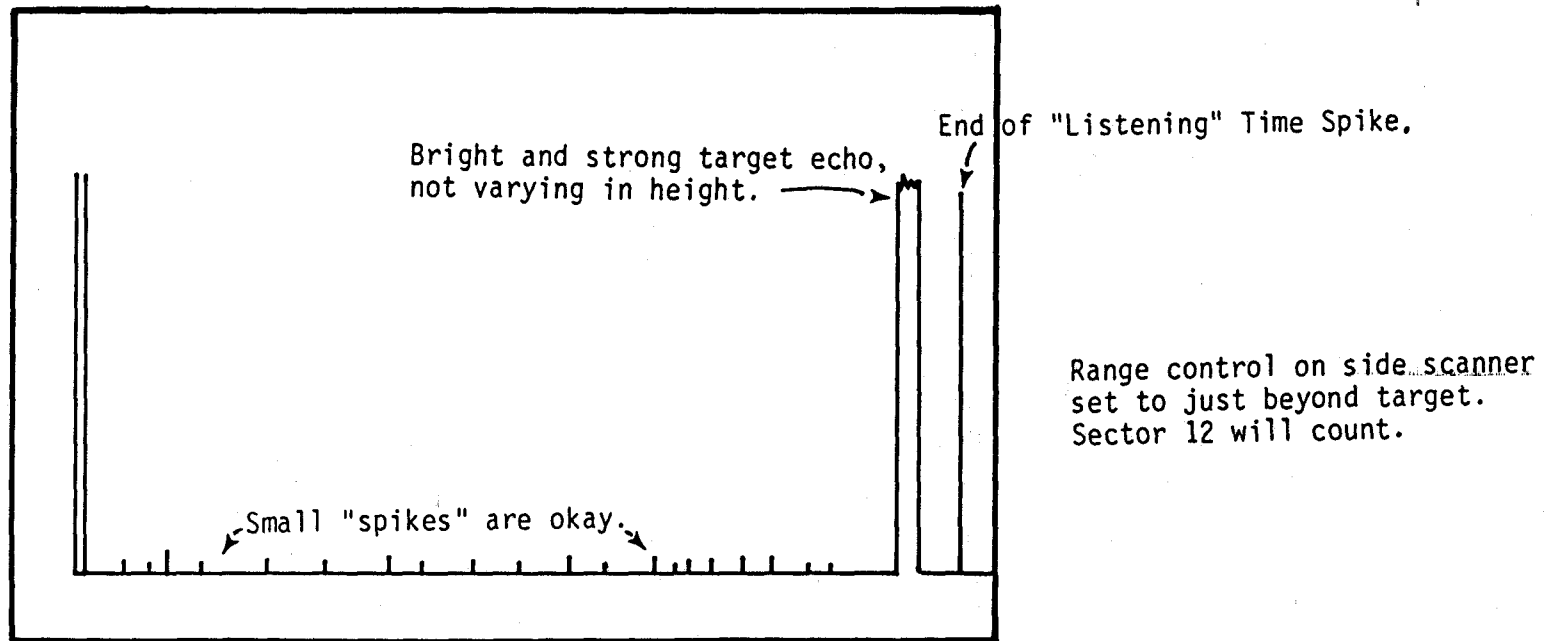 End of "Listening" Time Spike.
Bright and strong target echo,
not varying in height.
Range control on side scanner
set to just beyond target.
Sector 12 will count.
Small "spikes" are okay.